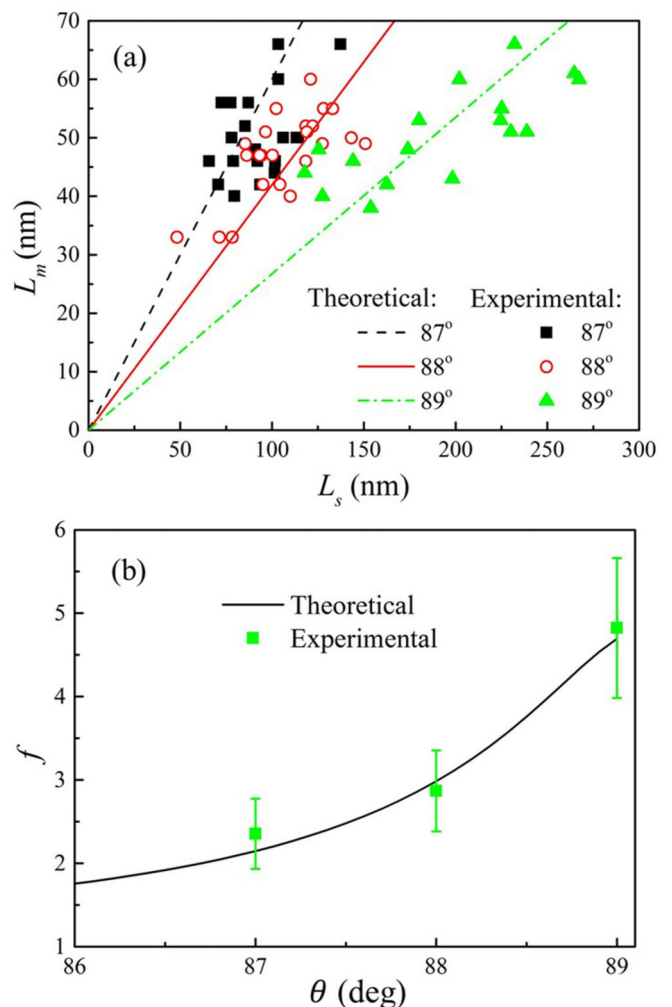 70
(a)
60
50
40
30
20
10
0
L_m (nm)
Theoretical: Experimental:
87° 87°
88° 88°
89° 89°
0 50 100 150 200 250 300
L_s (nm)
6
(b)
5
Theoretical
Experimental
4
f
3
2
1
86 87 88 89
θ (deg)